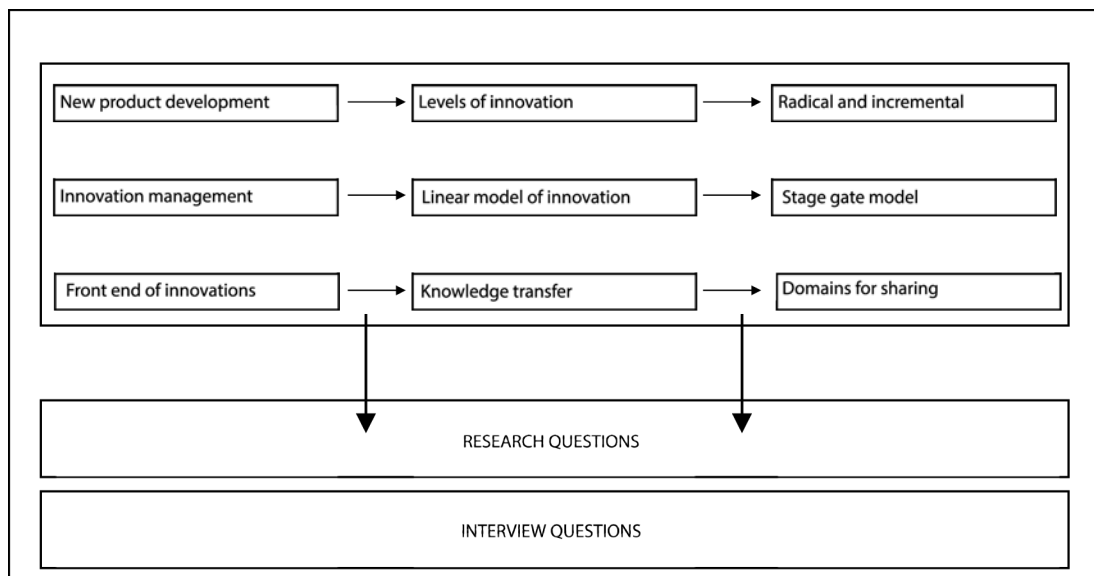 New product development
Levels of innovation
Radical and incremental
Innovation management
Linear model of innovation
Stage gate model
Front end of innovations
Knowledge transfer
Domains for sharing
RESEARCH QUESTIONS
INTERVIEW QUESTIONS